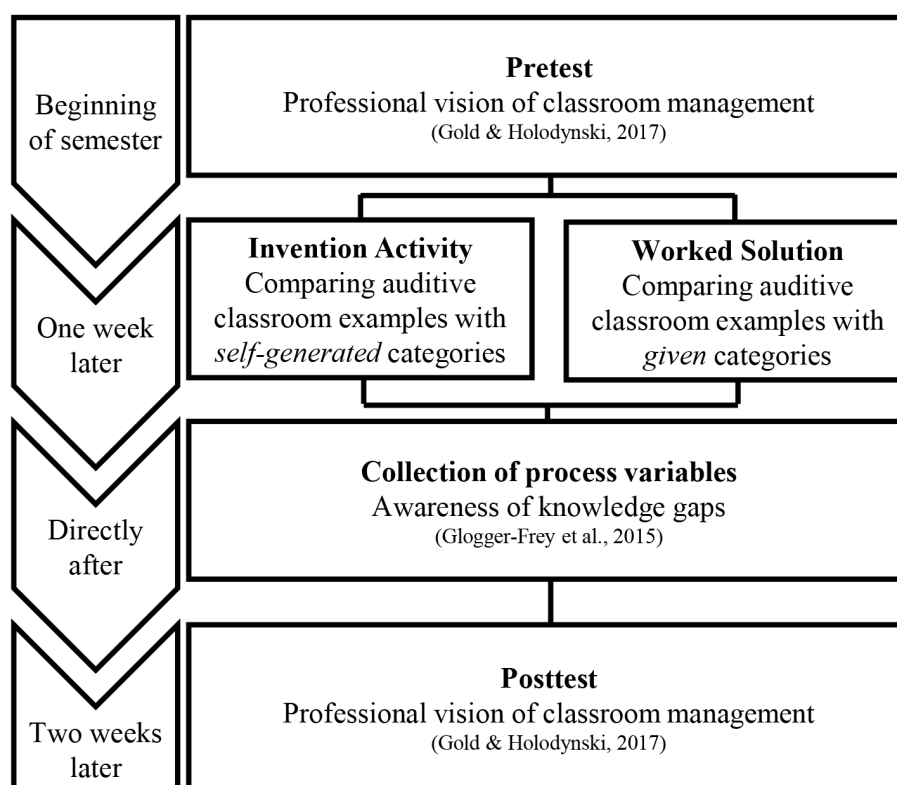 Beginning
of semester
Pretest
Professional vision of classroom management
(Gold & Holodynski, 2017)
One week
later
Invention Activity
Comparing auditive
classroom examples with
self-generated categories
Worked Solution
Comparing auditive
classroom examples with
given categories
Directly
after
Collection of process variables
Awareness of knowledge gaps
(Glogger-Frey et al., 2015)
Two weeks
later
Posttest
Professional vision of classroom management
(Gold & Holodynski, 2017)